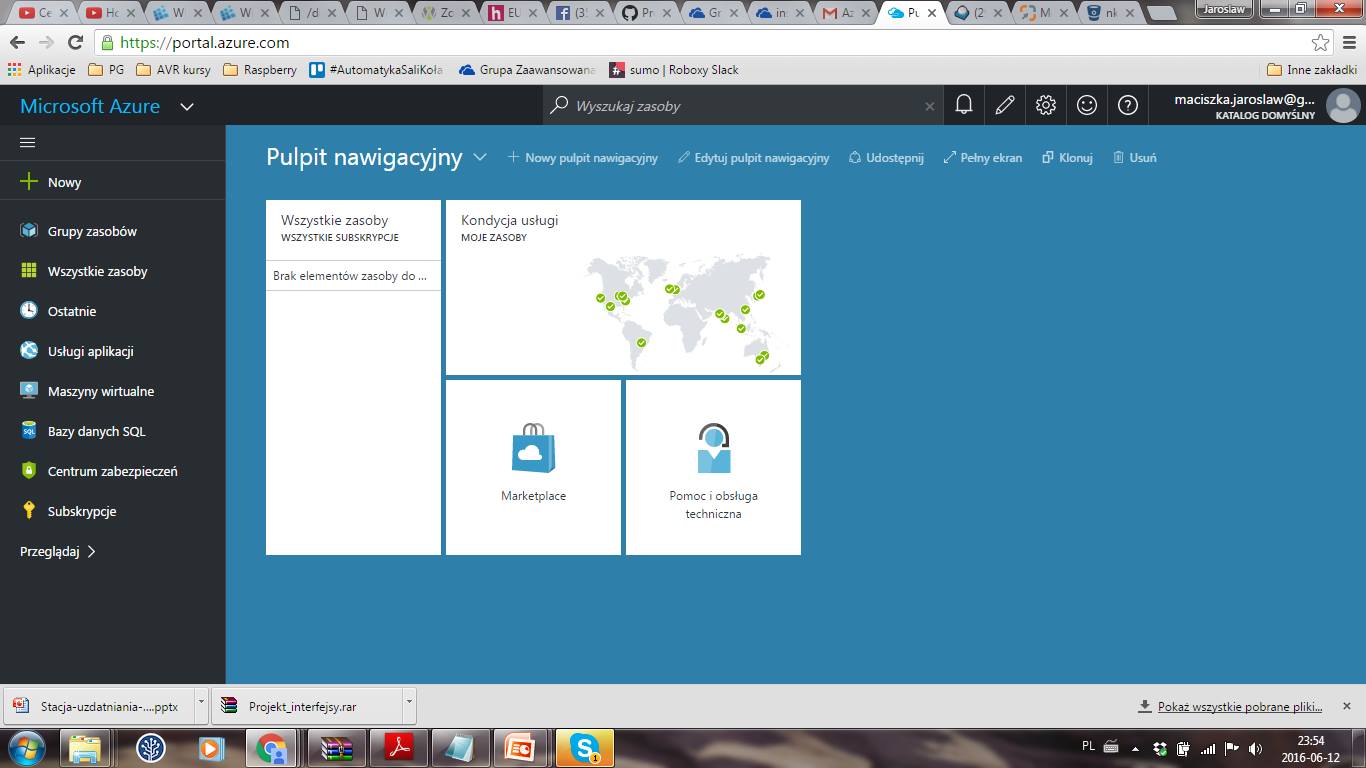 Ce
Ho
W
W
/d
W
Zc
EU
(3
Pr
Gr
in
Az
Pu
(2
M
nk
Jaroslaw
https://portal.azure.com
Aplikacje
PG
AVR kursy
Raspberry
#AutomatykaSaliKoła
Grupa Zaawansowana
sumo | Roboxy Slack
Inne zakładki
Microsoft Azure
Wyszukaj zasoby
maciszka.jaroslaw@g...
KATALOG DOMYŚLNY
Pulpit nawigacyjny
Nowy pulpit nawigacyjny
Edytuj pulpit nawigacyjny
Udostępnij
Pełny ekran
Klonuj
Usuń
Nowy
Grupy zasobów
Wszystkie zasoby
Ostatnie
Usługi aplikacji
Maszyny wirtualne
Bazy danych SQL
Centrum zabezpieczeń
Subskrypcje
Przeglądaj
Wszystkie zasoby
WSZYSTKIE SUBSKRYPCJE
Brak elementów zasoby do ...
Kondycja usługi
MOJE ZASOBY
Marketplace
Pomoc i obsługa
techniczna
Stacja-uzdatniania-....pptx
Projekt_interfejsy.rar
Pokaż wszystkie pobrane pliki...
PL
23:54
2016-06-12